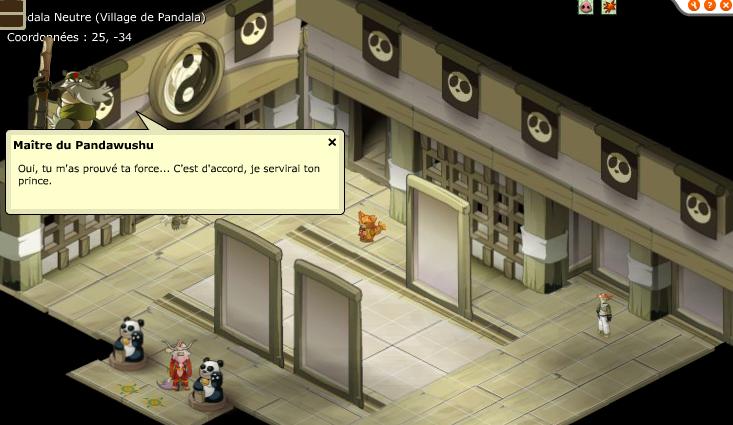 dala Neutre (Village de Pandala)
Coordonnées : 25, -34
Maître du Pandawushu
Oui, tu m'as prouvé ta force... C'est d'accord, je servirai ton
prince.